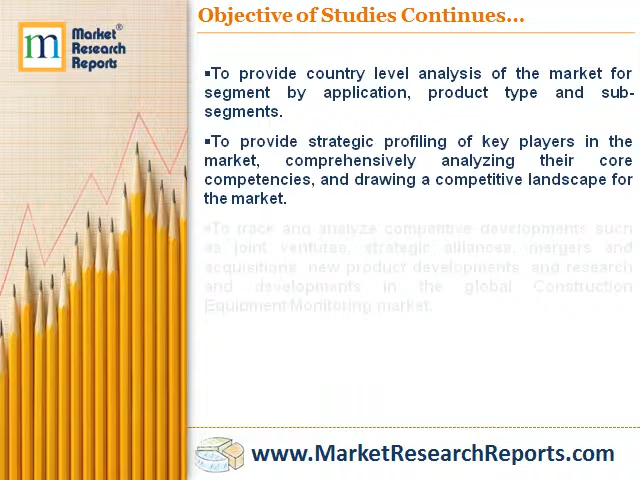 Objective of Studies Continues...
m
Market®
Research
Reports
▪To provide country level analysis of the market for
segment by application, product type and sub-
segments.
▪To provide strategic profiling of key players in the
market, comprehensively analyzing their core
competencies, and drawing a competitive landscape for
the market.
▪To track and analyze competitive developments such
as joint ventures, strategic alliances, mergers and
acquisitions, new product developments, and research
and developments in the global Construction
Equipment Monitoring market.
www.MarketResearchReports.com